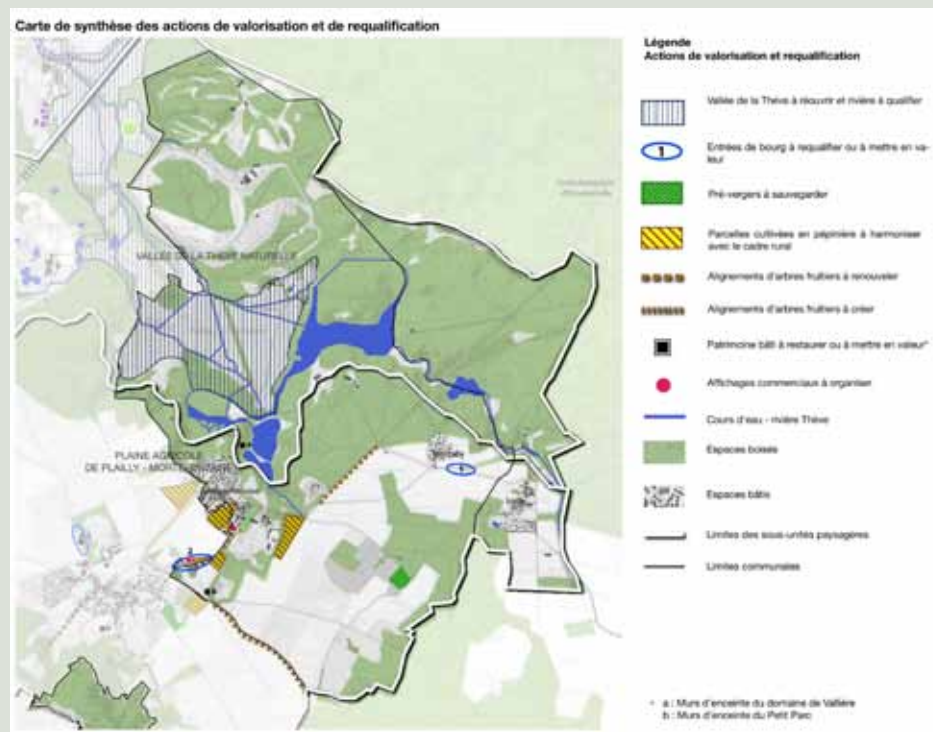 Carte de synthèse des actions de valorisation et de requalification
Légende
Actions de valorisation et requalification
Vallée de la Thève à réouvrir et rivière à qualifier
1
Entrées de bourg à requalifier ou à mettre en va-
leur
Pré-vergers à sauvegarder
Parcelles cultivées en pépinière à harmoniser
avec le cadre rural
Alignements d'arbres fruitiers à renouveler
Alignements d'arbres fruitiers à créer
Patrimoine bâti à restaurer ou à mettre en valeur*
Affichages commerciaux à organiser
Cours d'eau - rivière Thève
Espaces boisés
Espaces bâtis
Limites des sous-unités paysagères
Limites communales
VALLEE DE LA THEVE NATURELLE
PLAINE AGRICOLE
DE PLAILLY -
1
2
* a : Murs d'enceinte du domaine de Vallière
b : Murs d'enceinte du Petit Parc